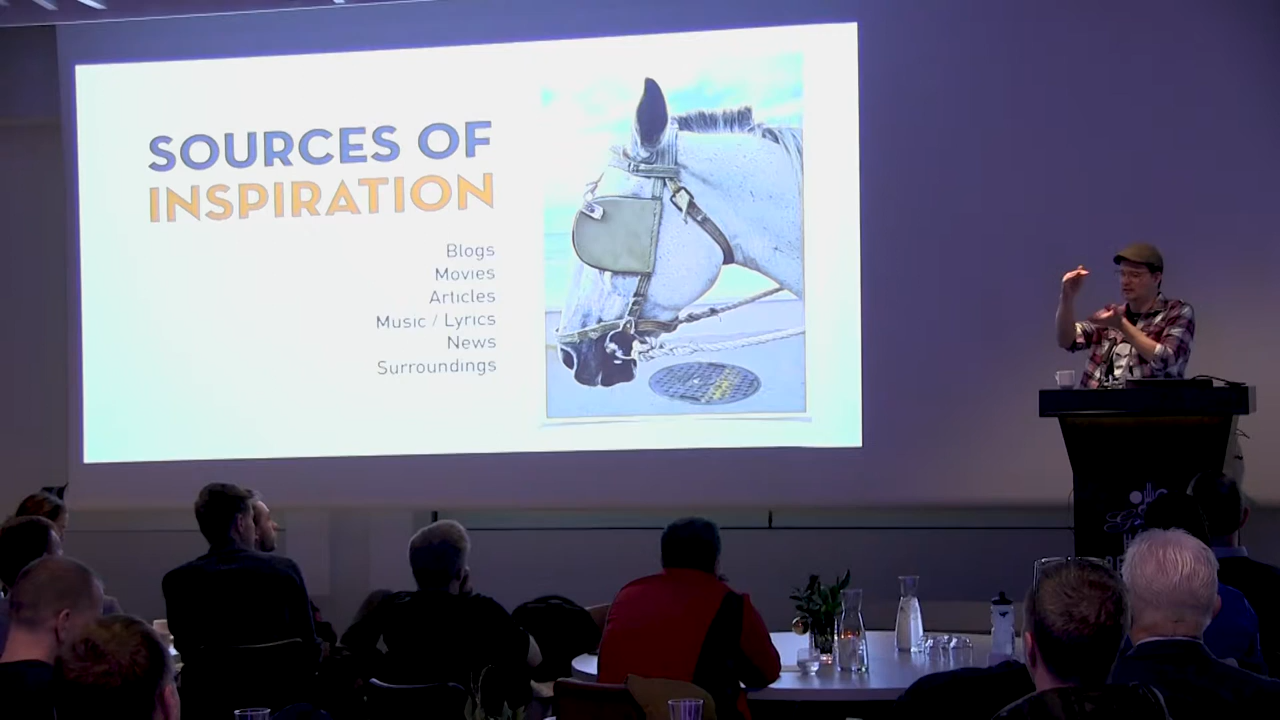 SOURCES OF
INSPIRATION
Blogs
Movies
Articles
Music / Lyrics
News
Surroundings